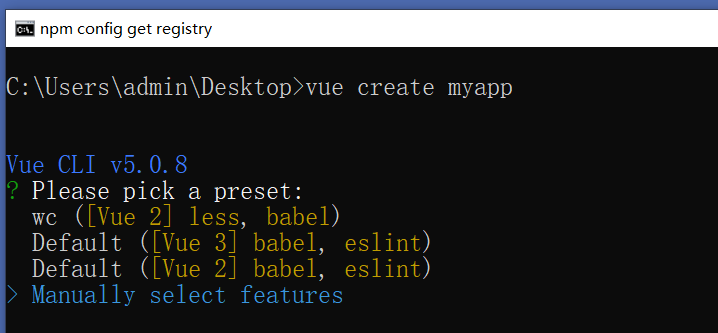 npm config get registry
C:\Users\admin\Desktop>vue create myapp
Vue CLI v5.0.8
? Please pick a preset:
wc ([Vue 2] less, babel)
Default ([Vue 3] babel, eslint)
Default ([Vue 2] babel, eslint)
> Manually select features